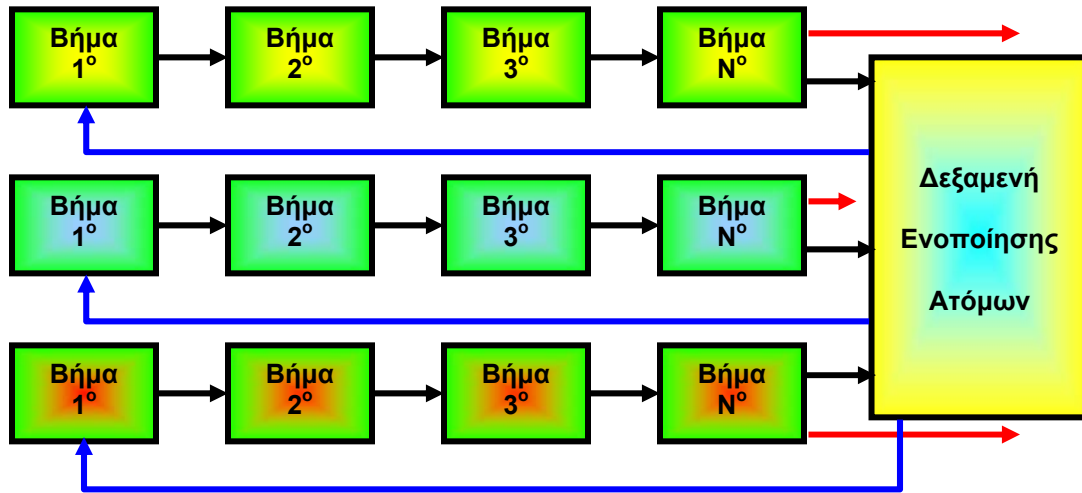 Βήμα
1ο
Βήμα
2ο
Βήμα
3ο
Βήμα
Νο
Βήμα
1ο
Βήμα
2ο
Βήμα
3ο
Βήμα
Νο
Δεξαμενή
Ενοποίησης
Ατόμων
Βήμα
1ο
Βήμα
2ο
Βήμα
3ο
Βήμα
Νο